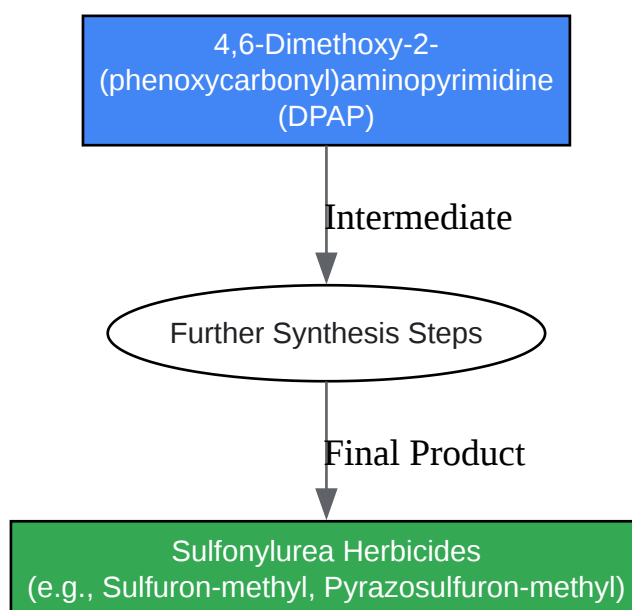 4,6-Dimethoxy-2-
(phenoxycarbonyl)aminopyrimidine
(DPAP)
Intermediate
Further Synthesis Steps
Final Product
Sulfonylurea Herbicides
(e.g., Sulfuron-methyl, Pyrazosulfuron-methyl)